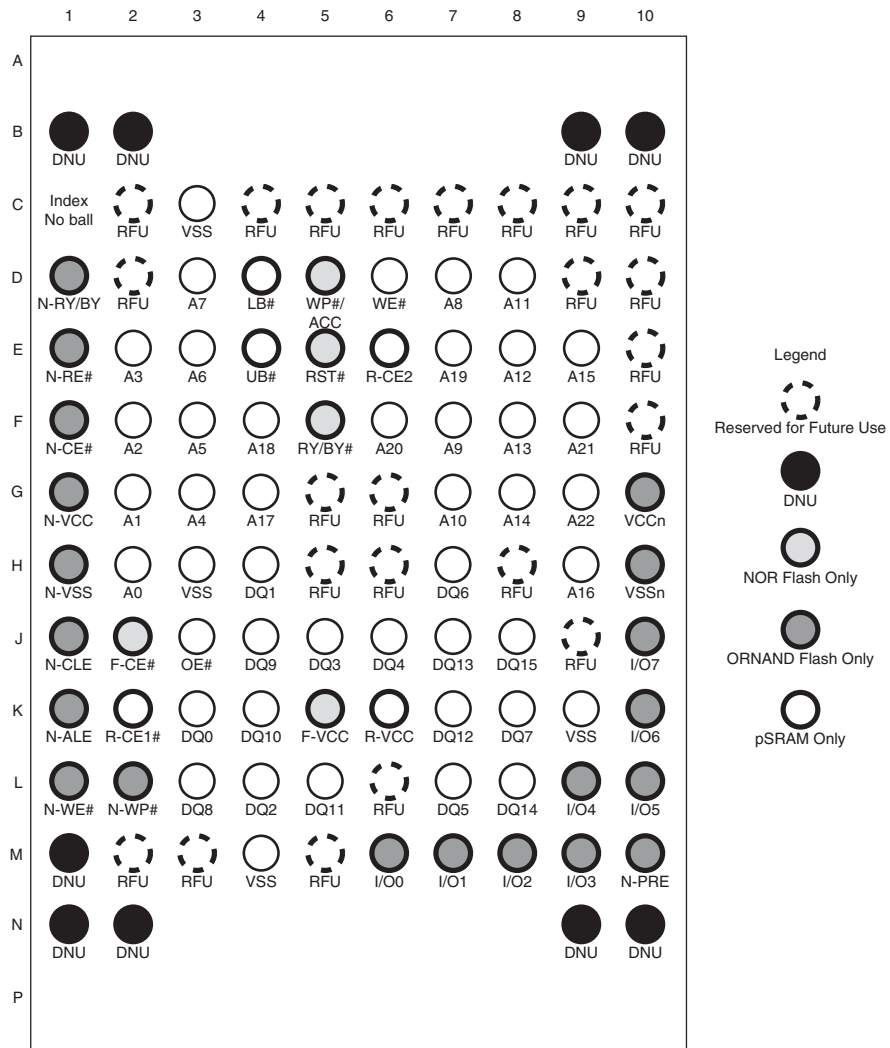 1 2 3 4 5 6 7 8 9 10
A
B
DNU DNU DNU DNU
C Index
No ball
RFU VSS RFU RFU RFU RFU RFU RFU RFU
D
N-RY/BY RFU A7 LB# WP#/ WE# A8 A11 RFU RFU
ACC
E
N-RE# A3 A6 UB# RST# R-CE2 A19 A12 A15 RFU
F
N-CE# A2 A5 A18 RY/BY# A20 A9 A13 A21 RFU
G
N-VCC A1 A4 A17 RFU RFU A10 A14 A22 VCCn
H
N-VSS A0 VSS DQ1 RFU RFU DQ6 RFU A16 VSSn
J
N-CLE F-CE# OE# DQ9 DQ3 DQ4 DQ13 DQ15 RFU I/O7
K
N-ALE R-CE1# DQ0 DQ10 F-VCC R-VCC DQ12 DQ7 VSS I/O6
L
N-WE# N-WP# DQ8 DQ2 DQ11 RFU DQ5 DQ14 I/O4 I/O5
M
DNU RFU RFU VSS RFU I/O0 I/O1 I/O2 I/O3 N-PRE
N
DNU DNU DNU DNU
P
Legend
Reserved for Future Use
DNU
NOR Flash Only
ORNAND Flash Only
pSRAM Only